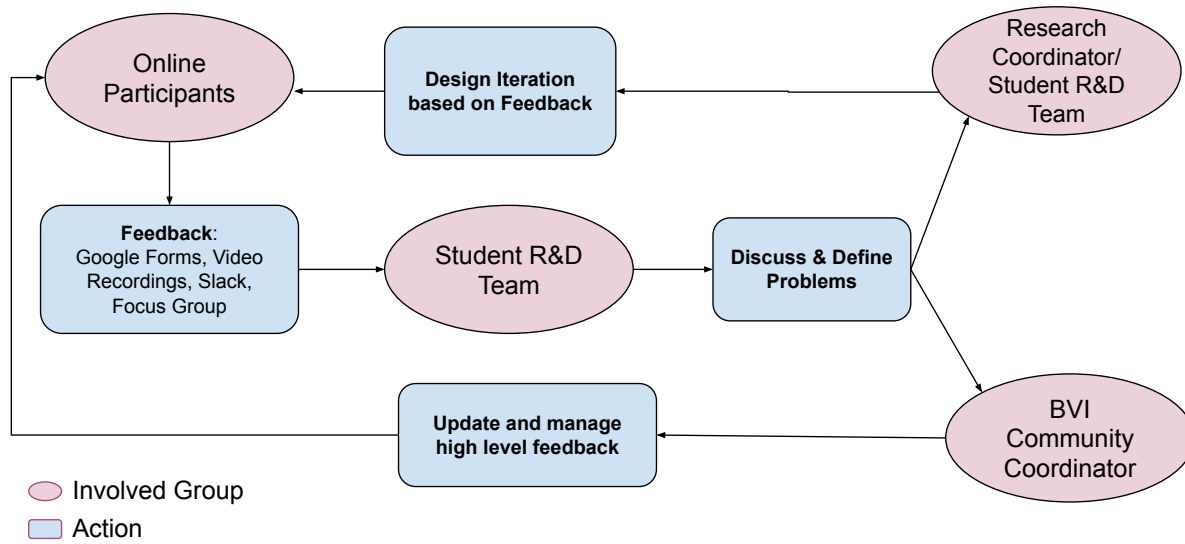 Online
Participants
Design Iteration
based on Feedback
Research
Coordinator/
Student R&D
Team
Feedback:
Google Forms, Video
Recordings, Slack,
Focus Group
Student R&D
Team
Discuss & Define
Problems
Update and manage
high level feedback
BVI
Community
Coordinator
Involved Group
Action